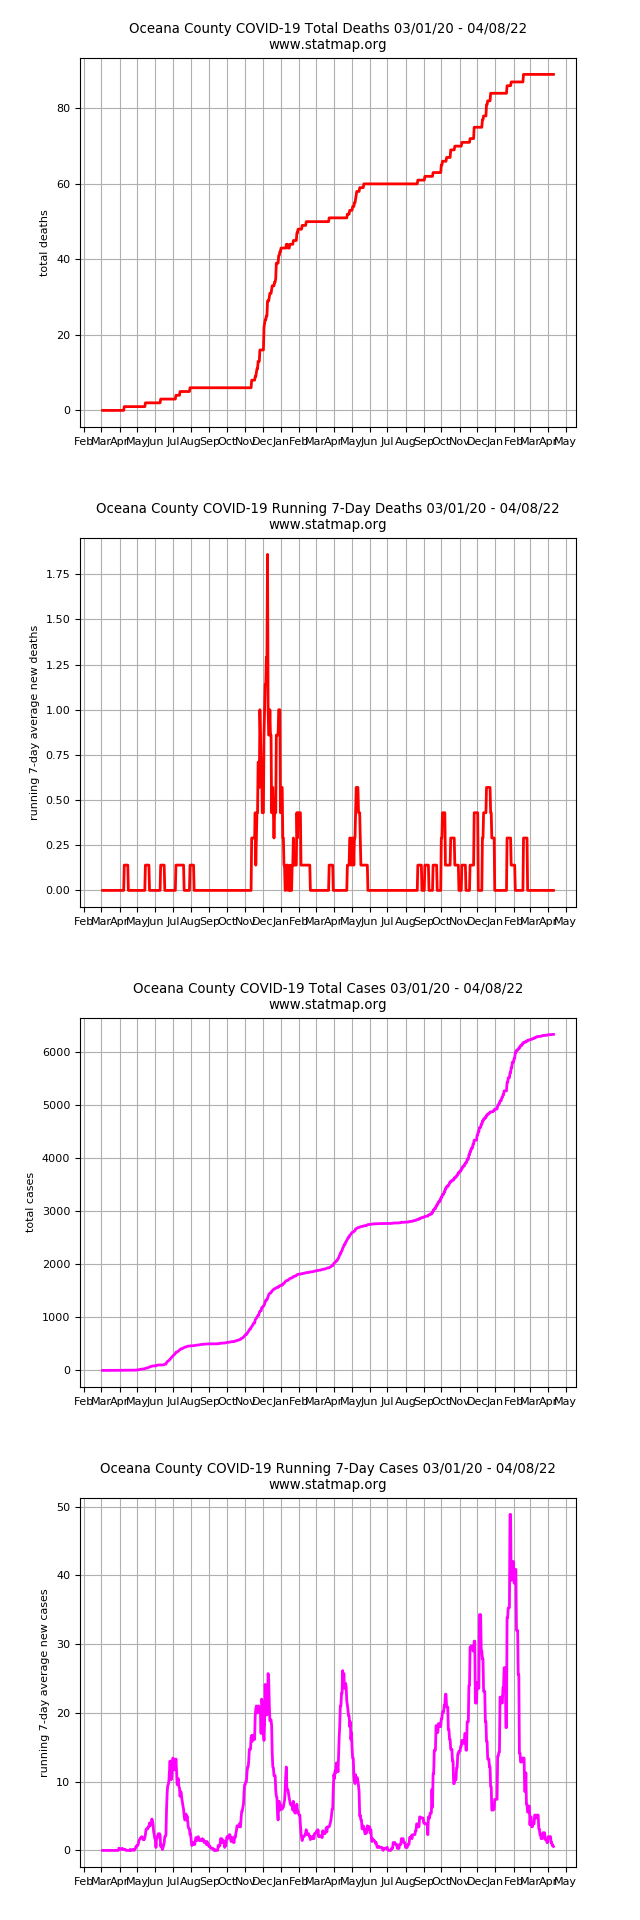 Oceana County COVID-19 Total Deaths 03/01/20 - 04/08/22
www.statmap.org
80
60
40
20
0
total deaths
Feb Mar Apr May Jun Jul Aug Sep Oct Nov Dec Jan Feb Mar Apr May Jun Jul Aug Sep Oct Nov Dec Jan Feb Mar Apr May
Oceana County COVID-19 Running 7-Day Deaths 03/01/20 - 04/08/22
www.statmap.org
1.75
1.50
1.25
1.00
0.75
0.50
0.25
0.00
running 7-day average new deaths
Feb Mar Apr May Jun Jul Aug Sep Oct Nov Dec Jan Feb Mar Apr May Jun Jul Aug Sep Oct Nov Dec Jan Feb Mar Apr May
Oceana County COVID-19 Total Cases 03/01/20 - 04/08/22
www.statmap.org
6000
5000
4000
3000
2000
1000
0
total cases
Feb Mar Apr May Jun Jul Aug Sep Oct Nov Dec Jan Feb Mar Apr May Jun Jul Aug Sep Oct Nov Dec Jan Feb Mar Apr May
Oceana County COVID-19 Running 7-Day Cases 03/01/20 - 04/08/22
www.statmap.org
50
40
30
20
10
0
running 7-day average new cases
Feb Mar Apr May Jun Jul Aug Sep Oct Nov Dec Jan Feb Mar Apr May Jun Jul Aug Sep Oct Nov Dec Jan Feb Mar Apr May